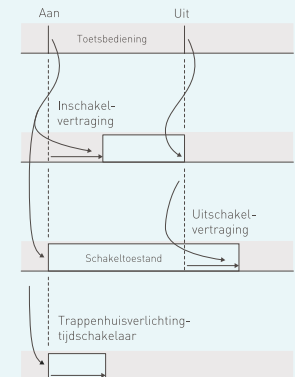 Aan Uit
Toetsbediening
Inschakel-
vertraging
Uitschakel-
vertraging
Schakeltoestand
Trappenhuisverlichting-
tijdschakelaar